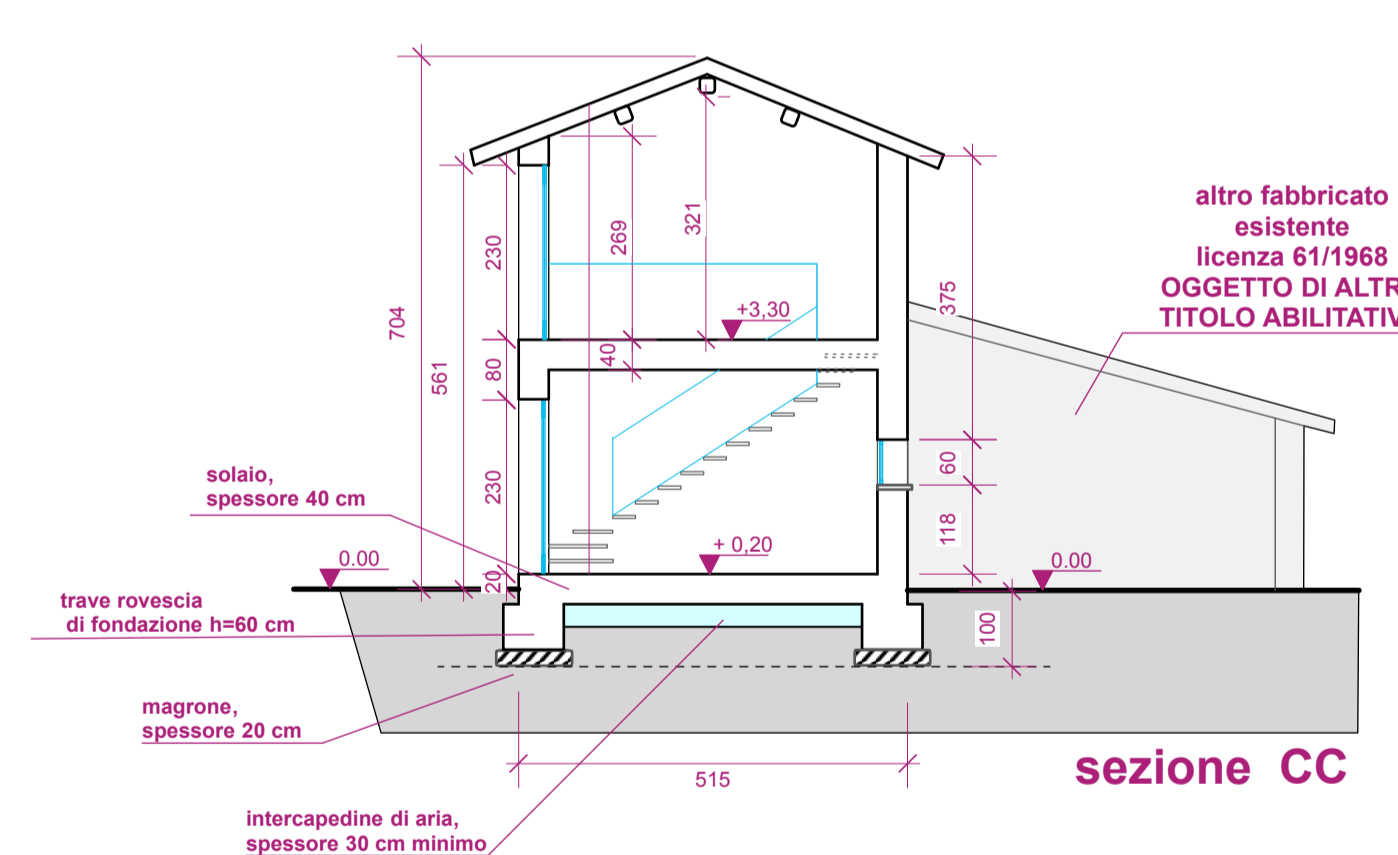 altro fabbricato
esistente
licenza 61/1968
OGGETTO DI ALTR
TITOLO ABILITATIV
704
561
230
80
230
20
269
40
321
+3,30
+ 0,20
375
60
118
0.00
0.00
100
515
solaio,
spessore 40 cm
trave rovescia
di fondazione h=60 cm
magrone,
spessore 20 cm
intercapedine di aria,
spessore 30 cm minimo
sezione CC